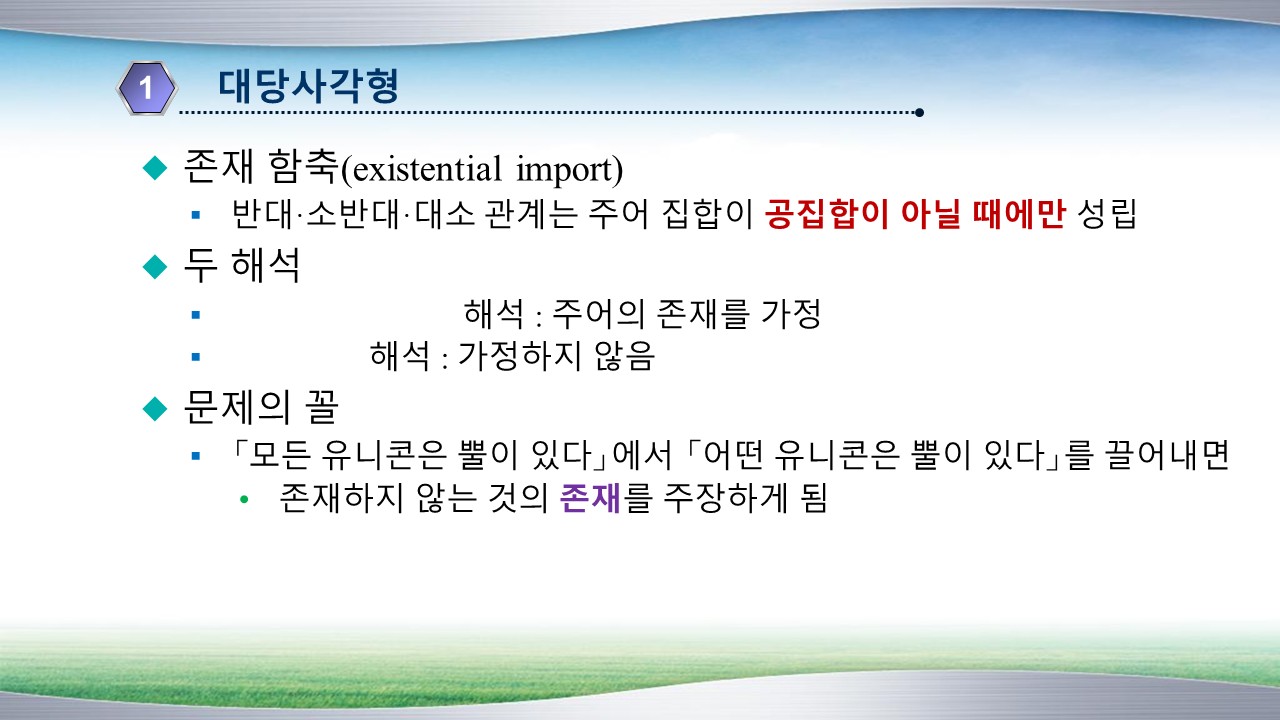 1 대당사각형
존재 함축(existential import)
반대·소반대·대소 관계는 주어 집합이 공집합이 아닐 때에만 성립
두 해석
해석 : 주어의 존재를 가정
해석 : 가정하지 않음
문제의 꼴
「모든 유니콘은 뿔이 있다」에서 「어떤 유니콘은 뿔이 있다」를 끌어내면
존재하지 않는 것의 존재를 주장하게 됨